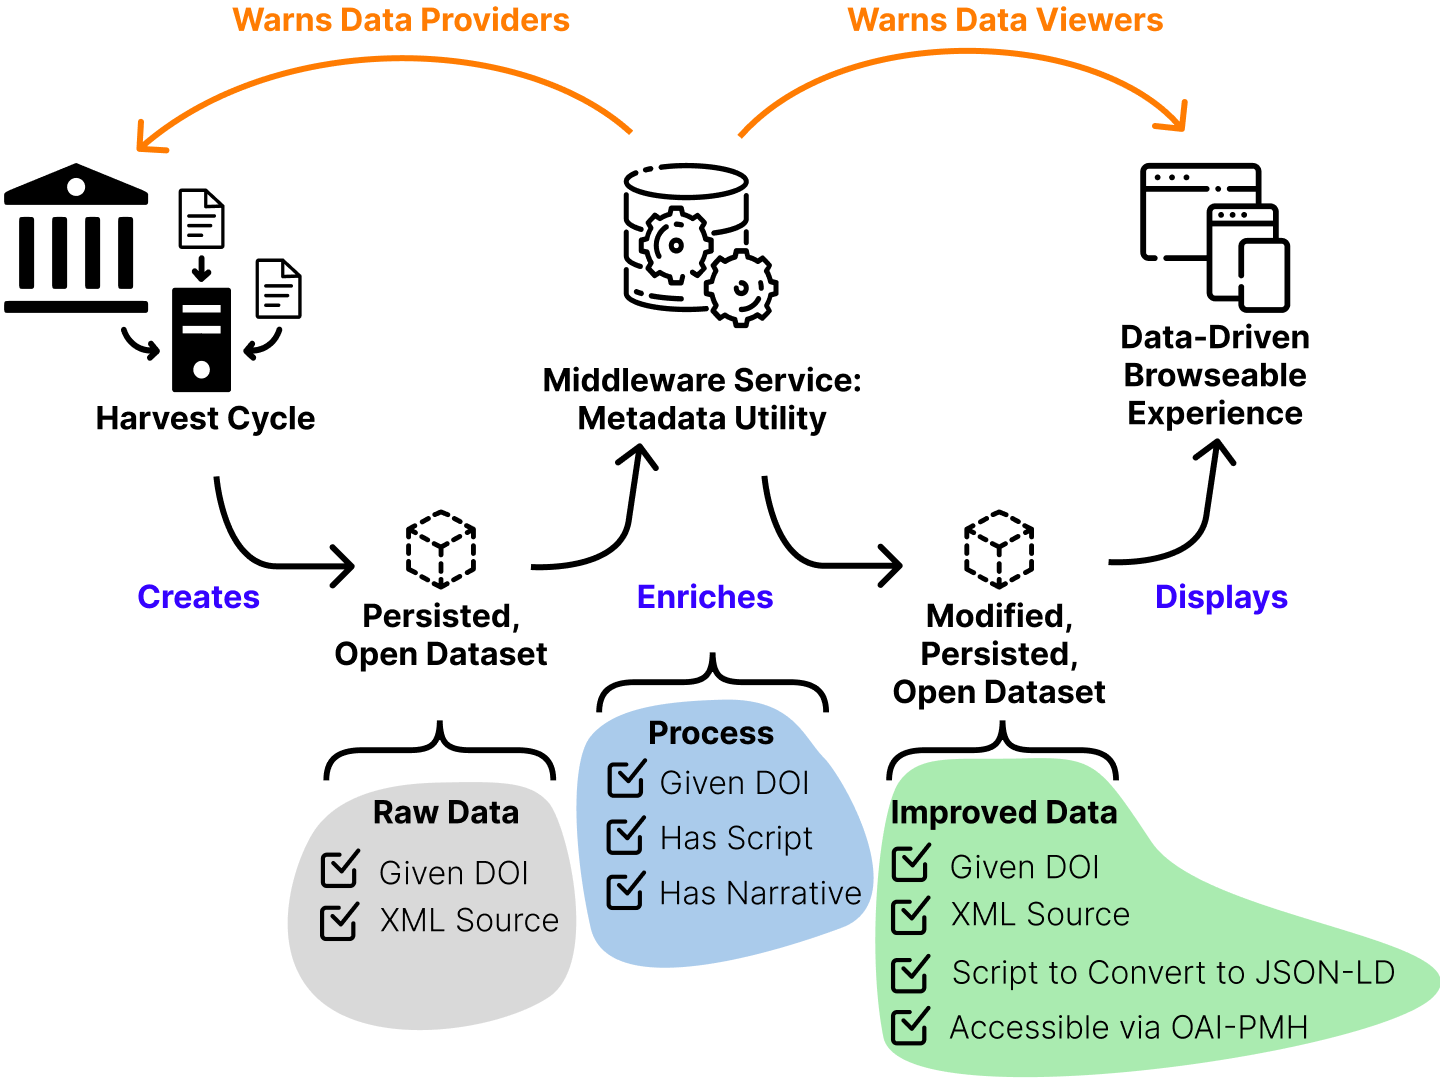 Warns Data Providers
Warns Data Viewers
Harvest Cycle
Middleware Service:
Metadata Utility
Data-Driven
Browseable
Experience
Creates
Persisted,
Open Dataset
Enriches
Modified,
Persisted,
Open Dataset
Displays
Raw Data
Given DOI
XML Source
Process
Given DOI
Has Script
Has Narrative
Improved Data
Given DOI
XML Source
Script to Convert to JSON-LD
Accessible via OAI-PMH